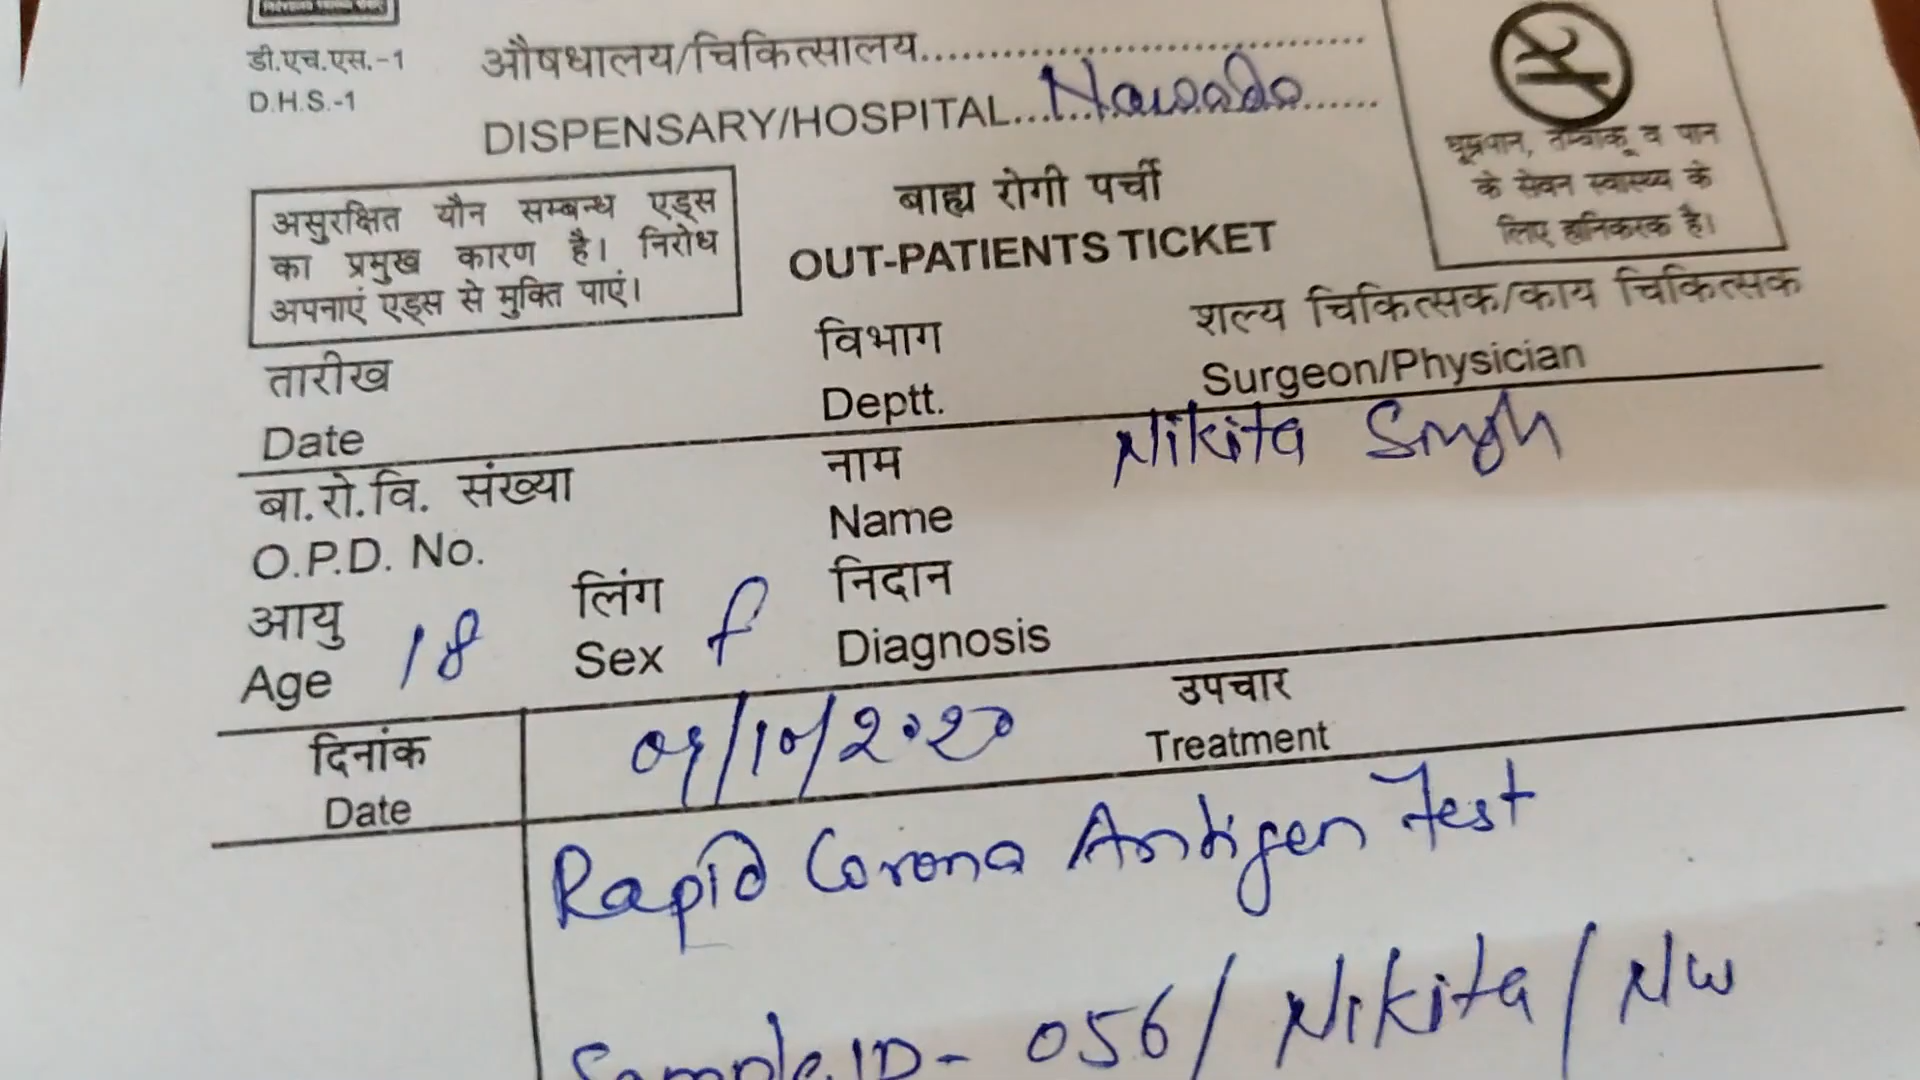 डी.एच.एस.-1
D.H.S.-1
औषधालय/चिकित्सालय
DISPENSARY/HOSPITAL Nawada
धूम्रपान, तम्बाकू व पान
के सेवन स्वास्थ्य के
लिए हानिकरक है।
असुरक्षित यौन सम्बन्ध एड्स
का प्रमुख कारण है। निरोध
अपनाएं एड्स से मुक्ति पाएं।
बाह्य रोगी पर्ची
OUT-PATIENTS TICKET
तारीख
Date
विभाग
Deptt.
शल्य चिकित्सक/काय चिकित्सक
Surgeon/Physician
बा.रो.वि. संख्या
O.P.D. No.
नाम
Name Nikita Singh
आयु
Age 18
लिंग
Sex f
निदान
Diagnosis
दिनांक
Date
/10/2020
उपचार
Treatment
Rapid Corona Antigen Test
Sample ID- 056/ Nikita/NW